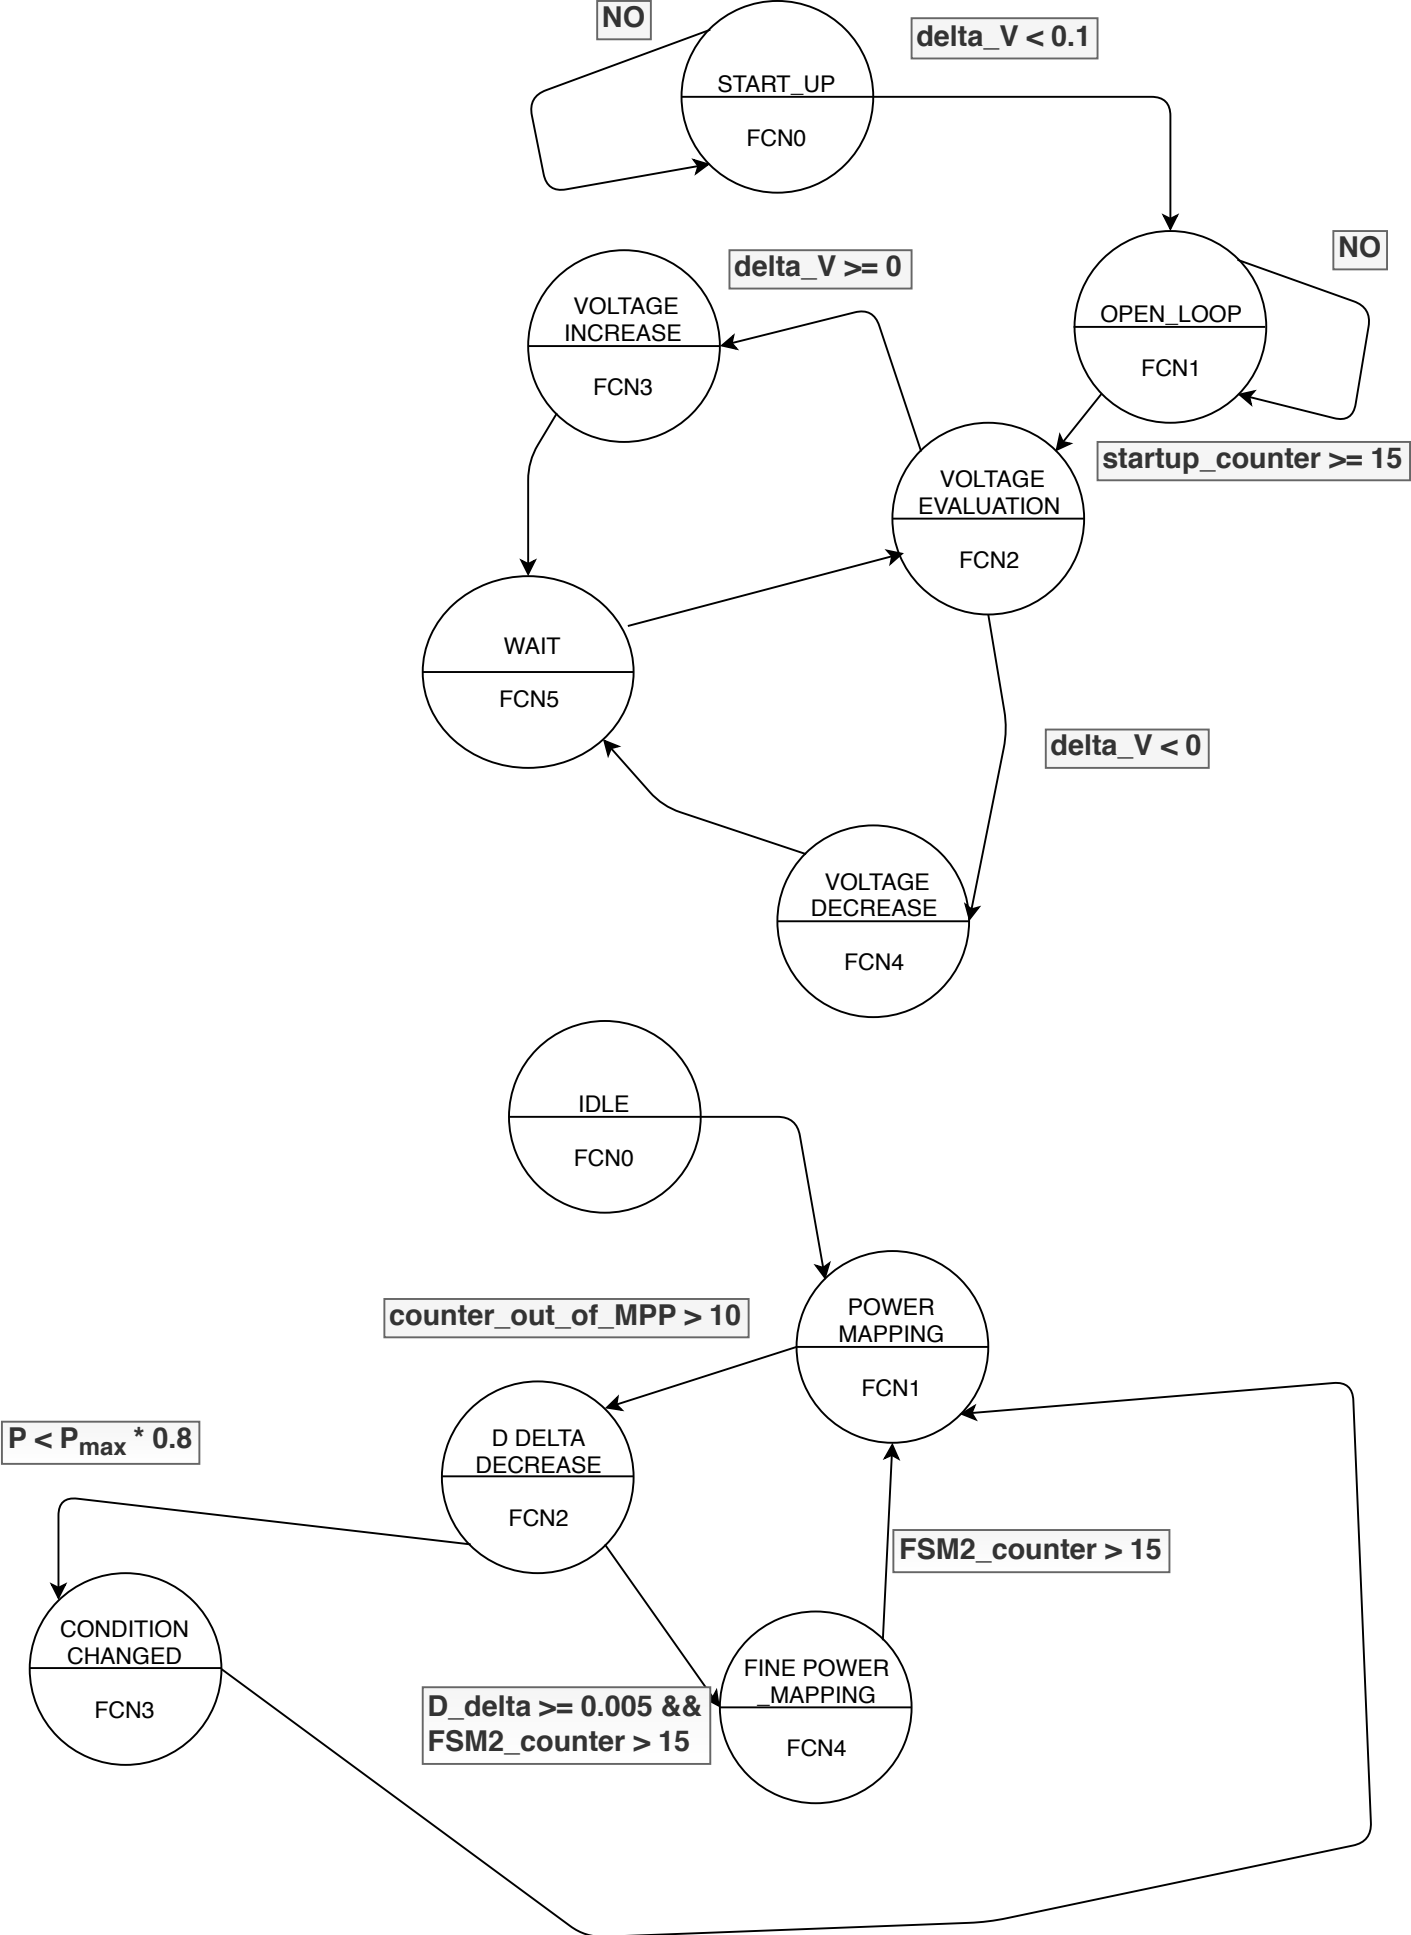 NO
delta_V < 0.1
START_UP
FCN0
NO
delta_V >= 0
VOLTAGE
INCREASE
FCN3
OPEN_LOOP
FCN1
startup_counter >= 15
VOLTAGE
EVALUATION
FCN2
WAIT
FCN5
delta_V < 0
VOLTAGE
DECREASE
FCN4
IDLE
FCN0
counter_out_of_MPP > 10
POWER
MAPPING
FCN1
P < Pmax * 0.8
D DELTA
DECREASE
FCN2
FSM2_counter > 15
CONDITION
CHANGED
FCN3
D_delta >= 0.005 &&
FSM2_counter > 15
FINE POWER
_MAPPING
FCN4